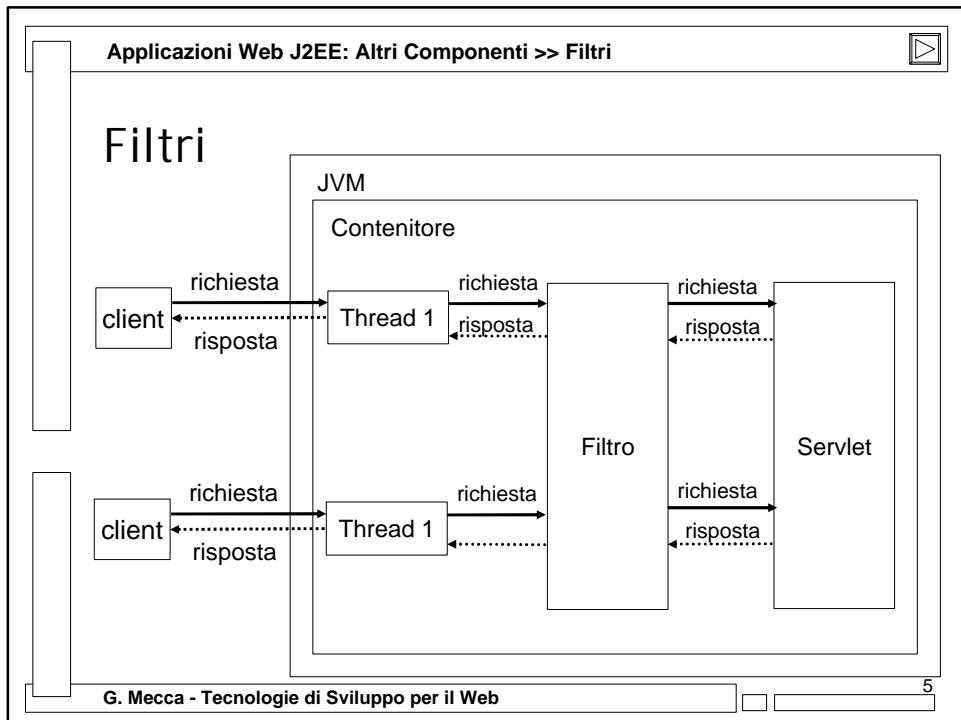 Applicazioni Web J2EE: Altri Componenti >> Filtri
Filtri
JVM
Contenitore
richiesta
richiesta
richiesta
client
Thread 1
risposta
risposta
risposta
Filtro
Servlet
richiesta
richiesta
richiesta
client
Thread 1
risposta
risposta
G. Mecca - Tecnologie di Sviluppo per il Web
5